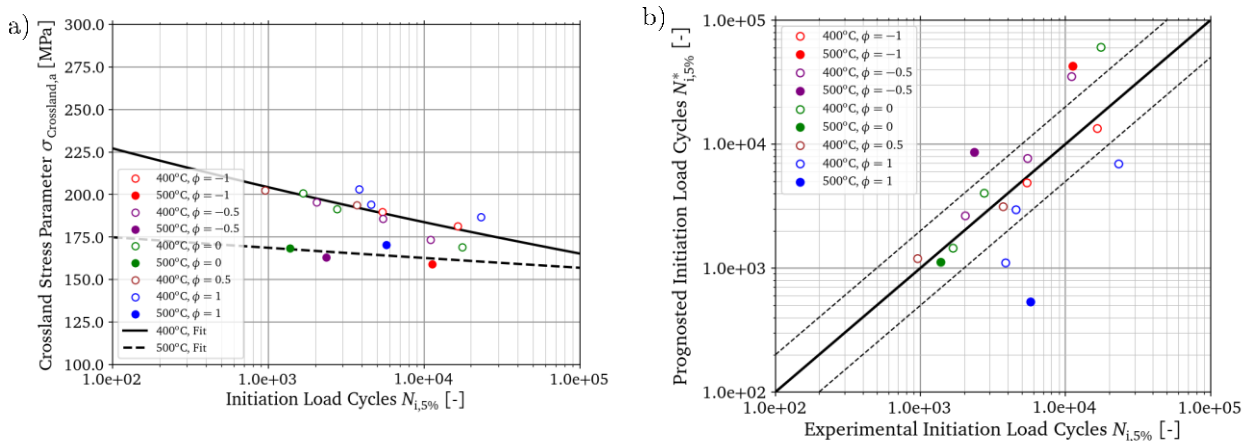 a)
Crossland Stress Parameter σCrossland,a [MPa]
300.0
275.0
250.0
225.0
200.0
175.0
150.0
125.0
100.0
400°C, ϕ = −1
500°C, ϕ = −1
400°C, ϕ = −0.5
500°C, ϕ = −0.5
400°C, ϕ = 0
500°C, ϕ = 0
400°C, ϕ = 0.5
400°C, ϕ = 1
500°C, ϕ = 1
400°C, Fit
500°C, Fit
1.0e+02 1.0e+03 1.0e+04 1.0e+05
Initiation Load Cycles Ni,5% [-]
b)
Prognosted Initiation Load Cycles N*i,5% [-]
1.0e+05
1.0e+04
1.0e+03
1.0e+02
400°C, ϕ = −1
500°C, ϕ = −1
400°C, ϕ = −0.5
500°C, ϕ = −0.5
400°C, ϕ = 0
500°C, ϕ = 0
400°C, ϕ = 0.5
400°C, ϕ = 1
500°C, ϕ = 1
1.0e+02 1.0e+03 1.0e+04 1.0e+05
Experimental Initiation Load Cycles Ni,5% [-]